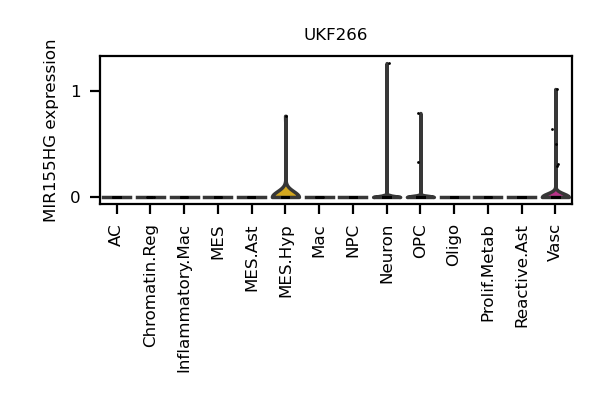 UKF266
MIR155HG expression
1
0
AC
Chromatin.Reg
Inflammatory.Mac
MES
MES.Ast
MES.Hyp
Mac
NPC
Neuron
OPC
Oligo
Prolif.Metab
Reactive.Ast
Vasc